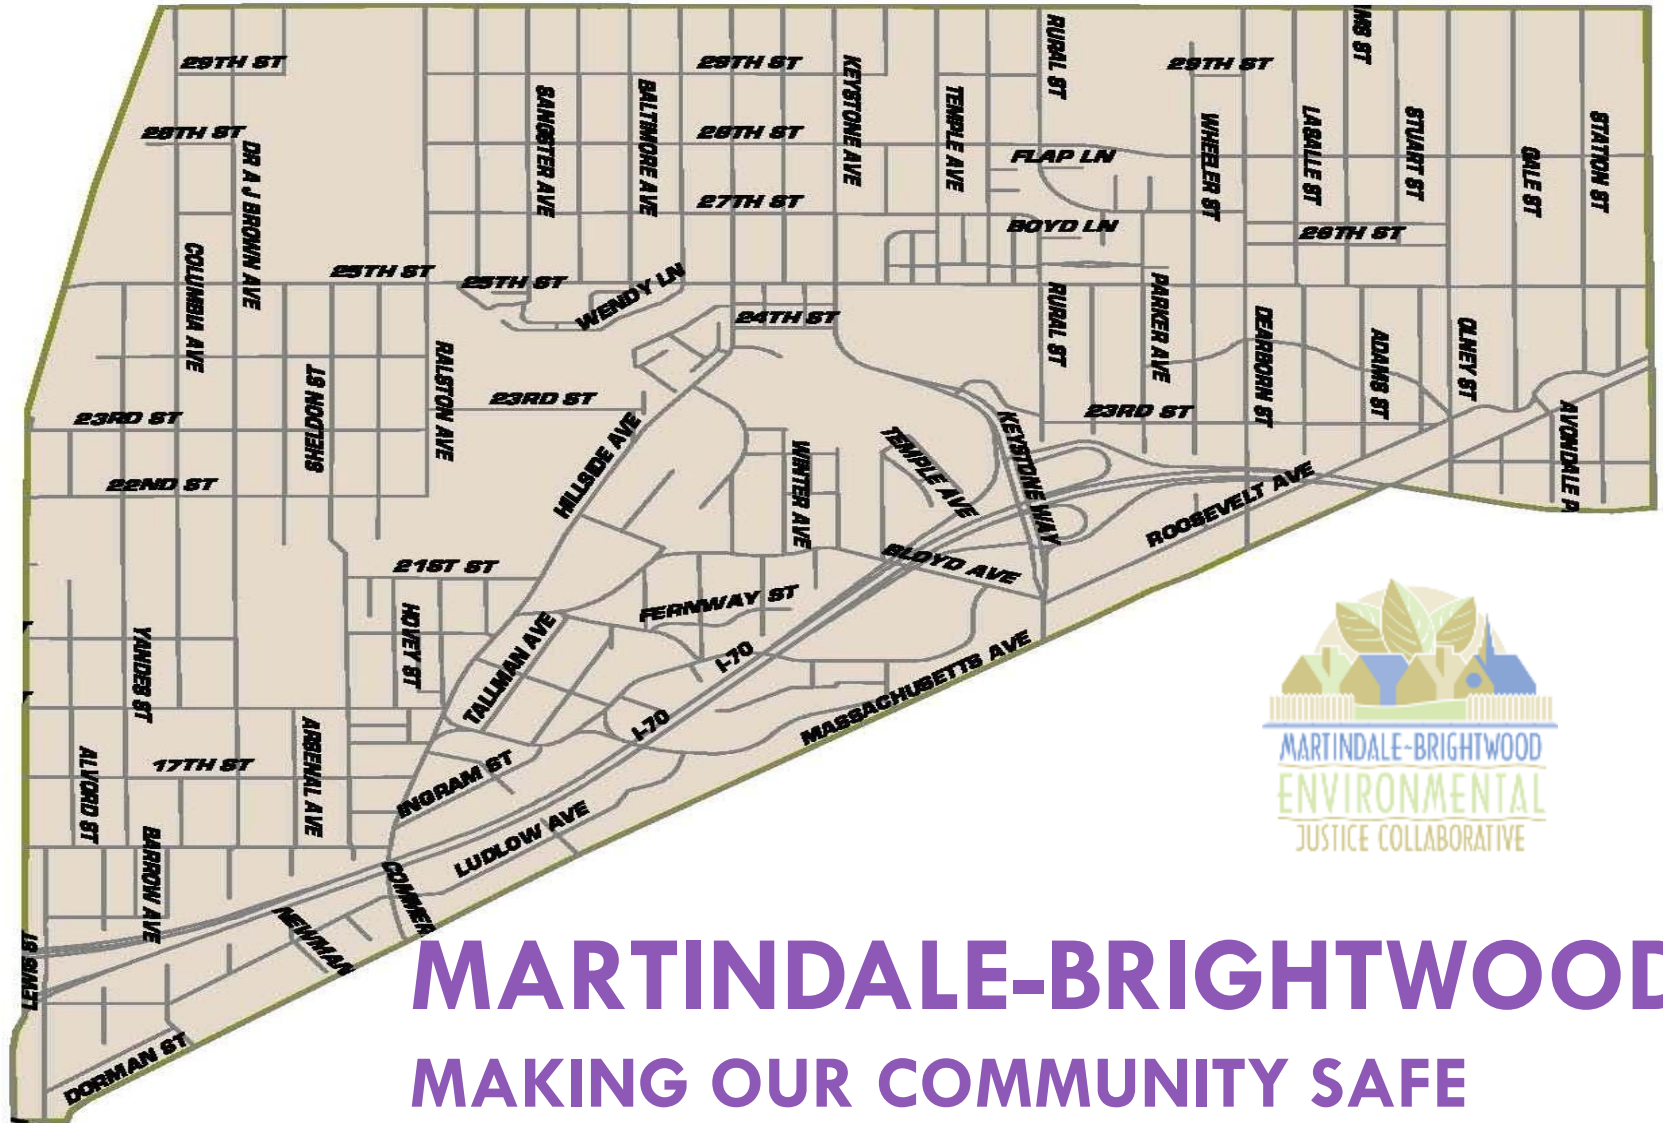 29TH ST
29TH ST
29TH ST
RURAL ST
KEYSTONE AVE
SANGSTER AVE
BALTIMORE AVE
TEMPLE AVE
WHEELER ST
LASALLE ST
STUART ST
GALE ST
STATION ST
28TH ST
28TH ST
FLAP LN
DR A J BROWN AVE
27TH ST
BOYD LN
26TH ST
COLUMBIA AVE
25TH ST
25TH ST
WENDY LN
24TH ST
RURAL ST
PARKER AVE
DEARBORN ST
ADAMS ST
OLNEY ST
SHELDON ST
RALSTON AVE
23RD ST
23RD ST
23RD ST
HILLSIDE AVE
WINTER AVE
TEMPLE AVE
KEYSTONE WAY
AVONDALE P
22ND ST
ROOSEVELT AVE
21ST ST
BLOYD AVE
HOVEY ST
FERNWAY ST
TALLMAN AVE
YANDES ST
I-70
I-70
MASSACHUSETTS AVE
ALVORD ST
17TH ST
ARSENAL AVE
INGRAM ST
LUDLOW AVE
BARROW AVE
COMMER
NEWMAN
LEWIS ST
DORMAN ST
MARTINDALE~BRIGHTWOOD
ENVIRONMENTAL
JUSTICE COLLABORATIVE
MARTINDALE-BRIGHTWOOD
MAKING OUR COMMUNITY SAFE